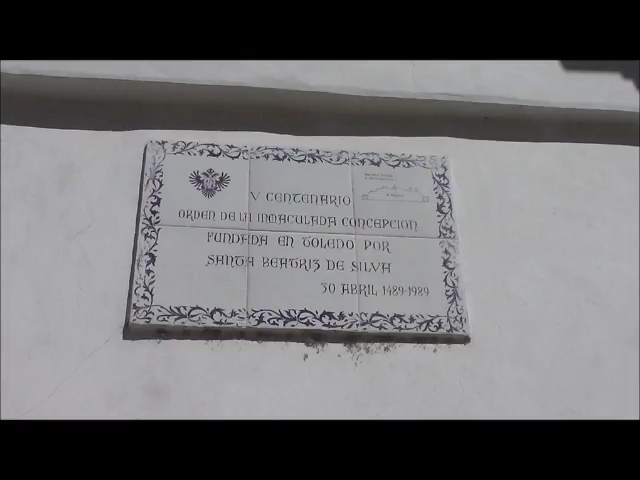 V CENTENARIO
ORDEN DE LA INMACULADA CONCEPCION
FUNDADA EN TOLEDO POR
SANTA BEATRIZ DE SILVA
30 ABRIL 1489-1989